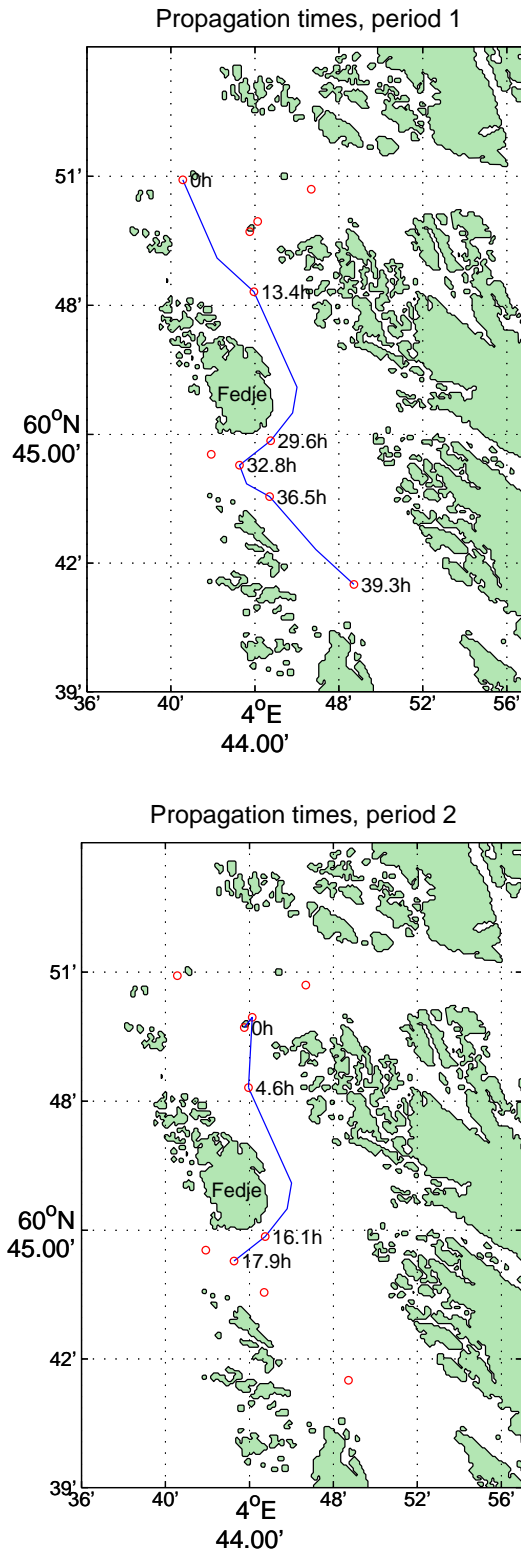 Propagation times, period 1
51'
0h
48'
13.4h
Fedje
60°N
45.00'
29.6h
32.8h
36.5h
42'
39.3h
39'
36' 40' 4°E 48' 52' 56'
44.00'
Propagation times, period 2
51'
0h
48'
4.6h
Fedje
60°N
45.00'
16.1h
17.9h
42'
39'
36' 40' 4°E 48' 52' 56'
44.00'